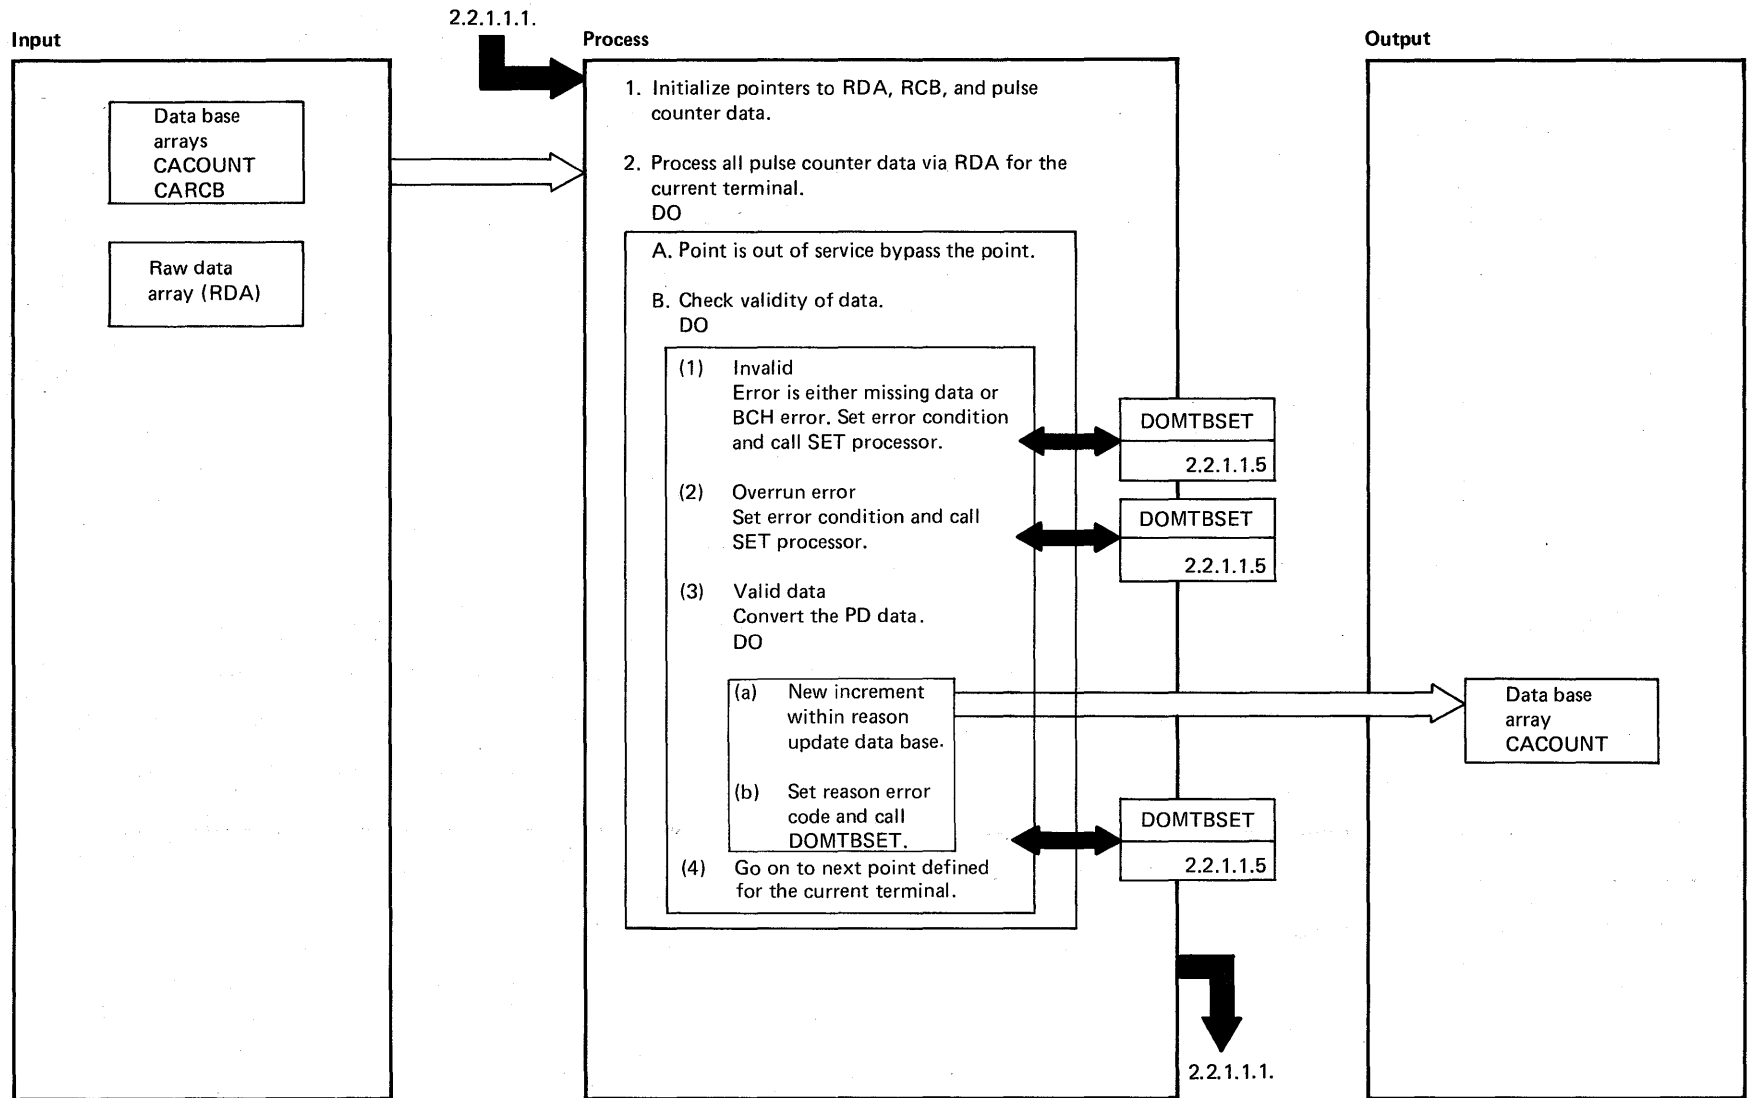 2.2.1.1.1.
Input
Process
Output
Data base
arrays
CACOUNT
CARCB
Raw data
array (RDA)
1. Initialize pointers to RDA, RCB, and pulse
counter data.
2. Process all pulse counter data via RDA for the
current terminal.
DO
A. Point is out of service bypass the point.
B. Check validity of data.
DO
(1) Invalid
Error is either missing data or
BCH error. Set error condition
and call SET processor.
DOMTBSET
2.2.1.1.5
(2) Overrun error
Set error condition and call
SET processor.
DOMTBSET
2.2.1.1.5
(3) Valid data
Convert the PD data.
DO
(a) New increment
within reason
update data base.
Data base
array
CACOUNT
(b) Set reason error
code and call
DOMTBSET.
DOMTBSET
2.2.1.1.5
(4) Go on to next point defined
for the current terminal.
2.2.1.1.1.